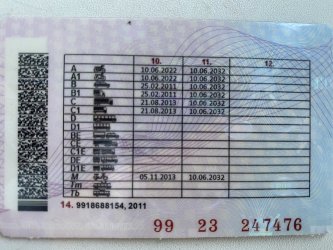 10. 11. 12.
A 10.06.2022 10.06.2032
A1 10.06.2022 10.06.2032
B 25.02.2011 10.06.2032
B1 25.02.2011 10.06.2032
C 21.08.2013 10.06.2032
C1 21.08.2013 10.06.2032
D
D1
BE
CE
C1E
DE
D1E
M 05.11.2013 10.06.2032
Tm
Tb
14. 9918688154, 2011
99 23 247476